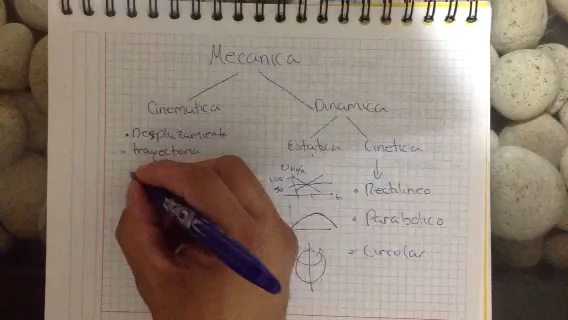 Mecanica
Cinematica
Dinamica
• Desplazamiento
• trayectoria
Estatica
Cinetica
• Rectilineo
• Parabolico
• Circular